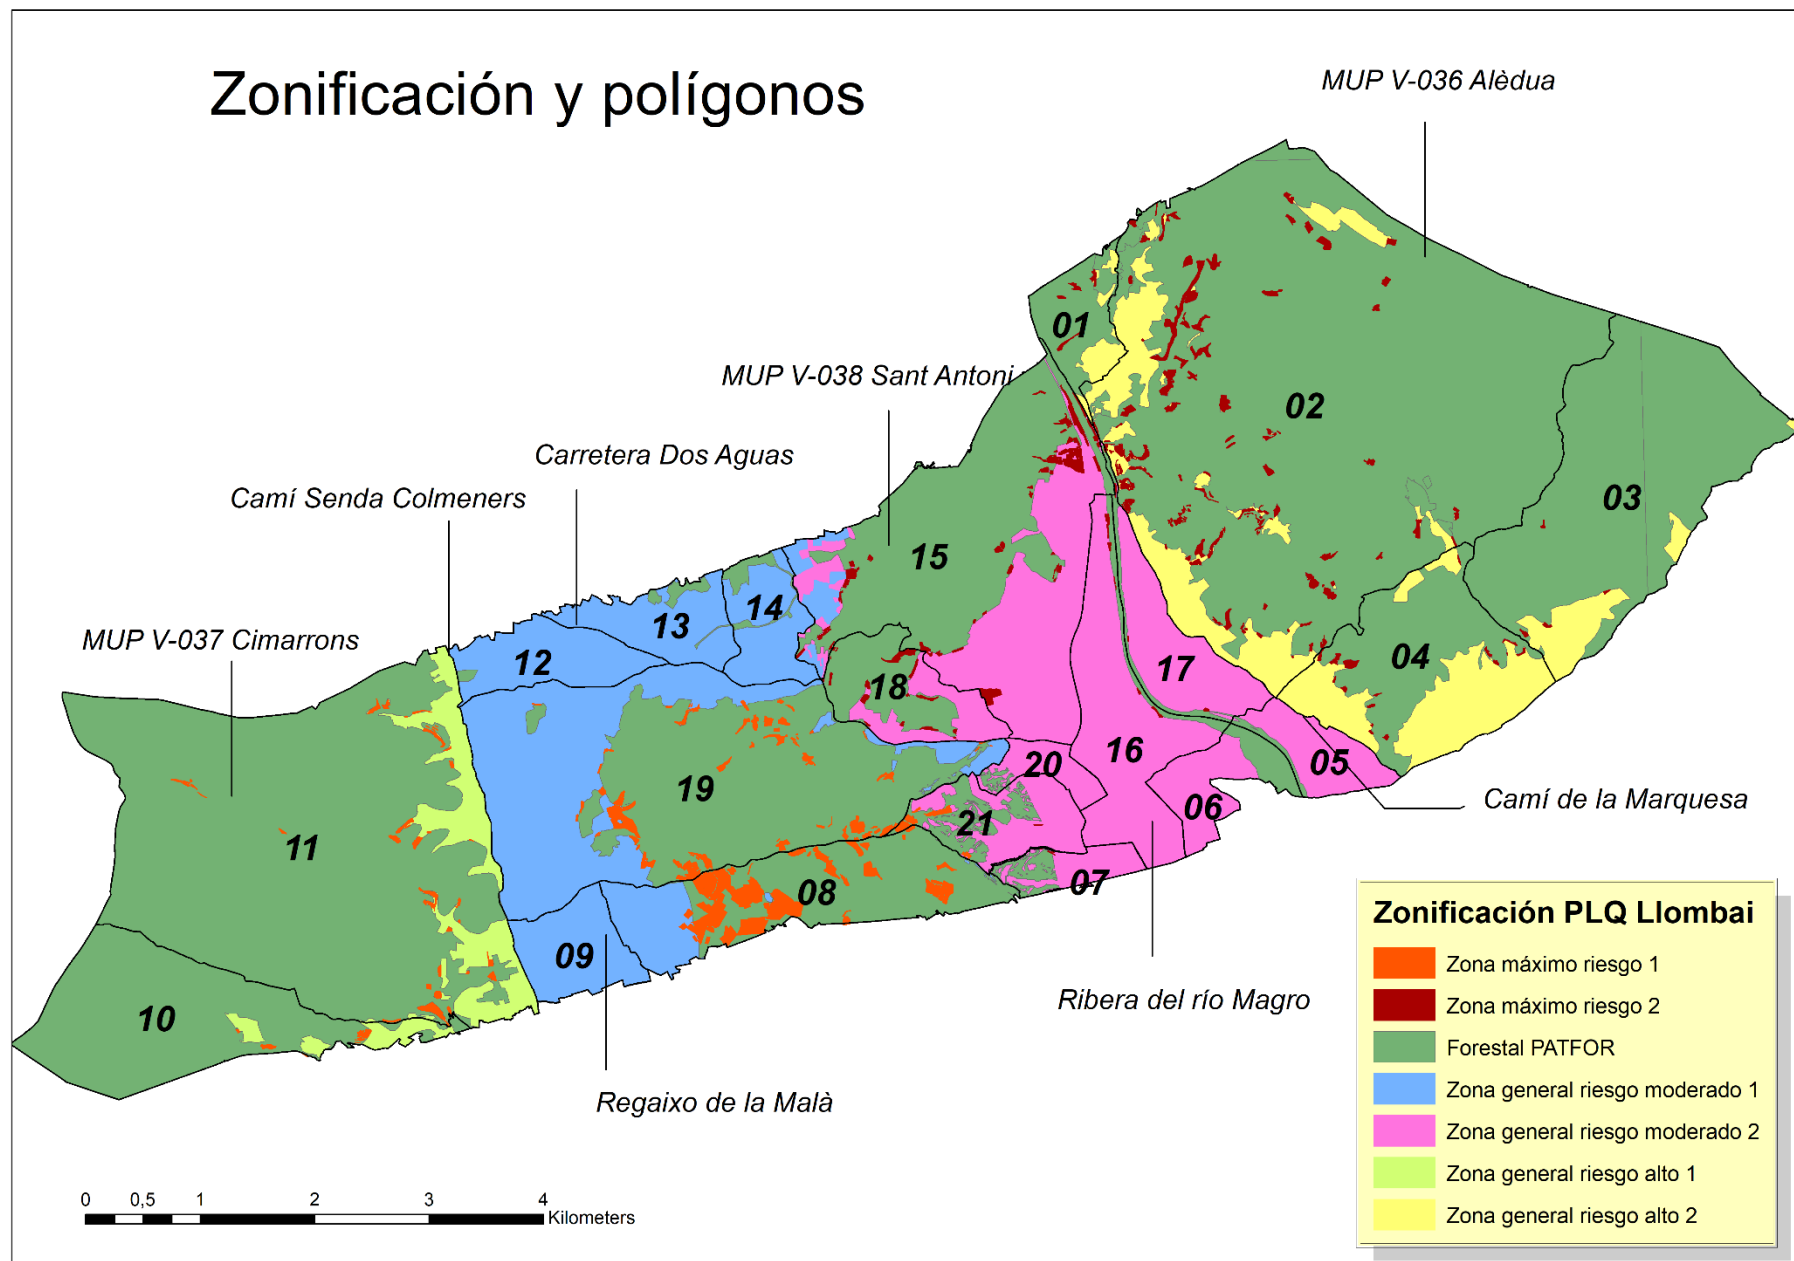 Zonificación y polígonos
MUP V-036 Alèdua
MUP V-038 Sant Antoni
Carretera Dos Aguas
Camí Senda Colmeners
MUP V-037 Cimarrons
01
02
03
15
14
13
12
17
04
18
16
20
05
19
06
21
11
08
07
09
10
Camí de la Marquesa
Ribera del río Magro
Regaixo de la Malà
Zonificación PLQ Llombai
Zona máximo riesgo 1
Zona máximo riesgo 2
Forestal PATFOR
Zona general riesgo moderado 1
Zona general riesgo moderado 2
Zona general riesgo alto 1
Zona general riesgo alto 2
0 0,5 1 2 3 4
Kilometers